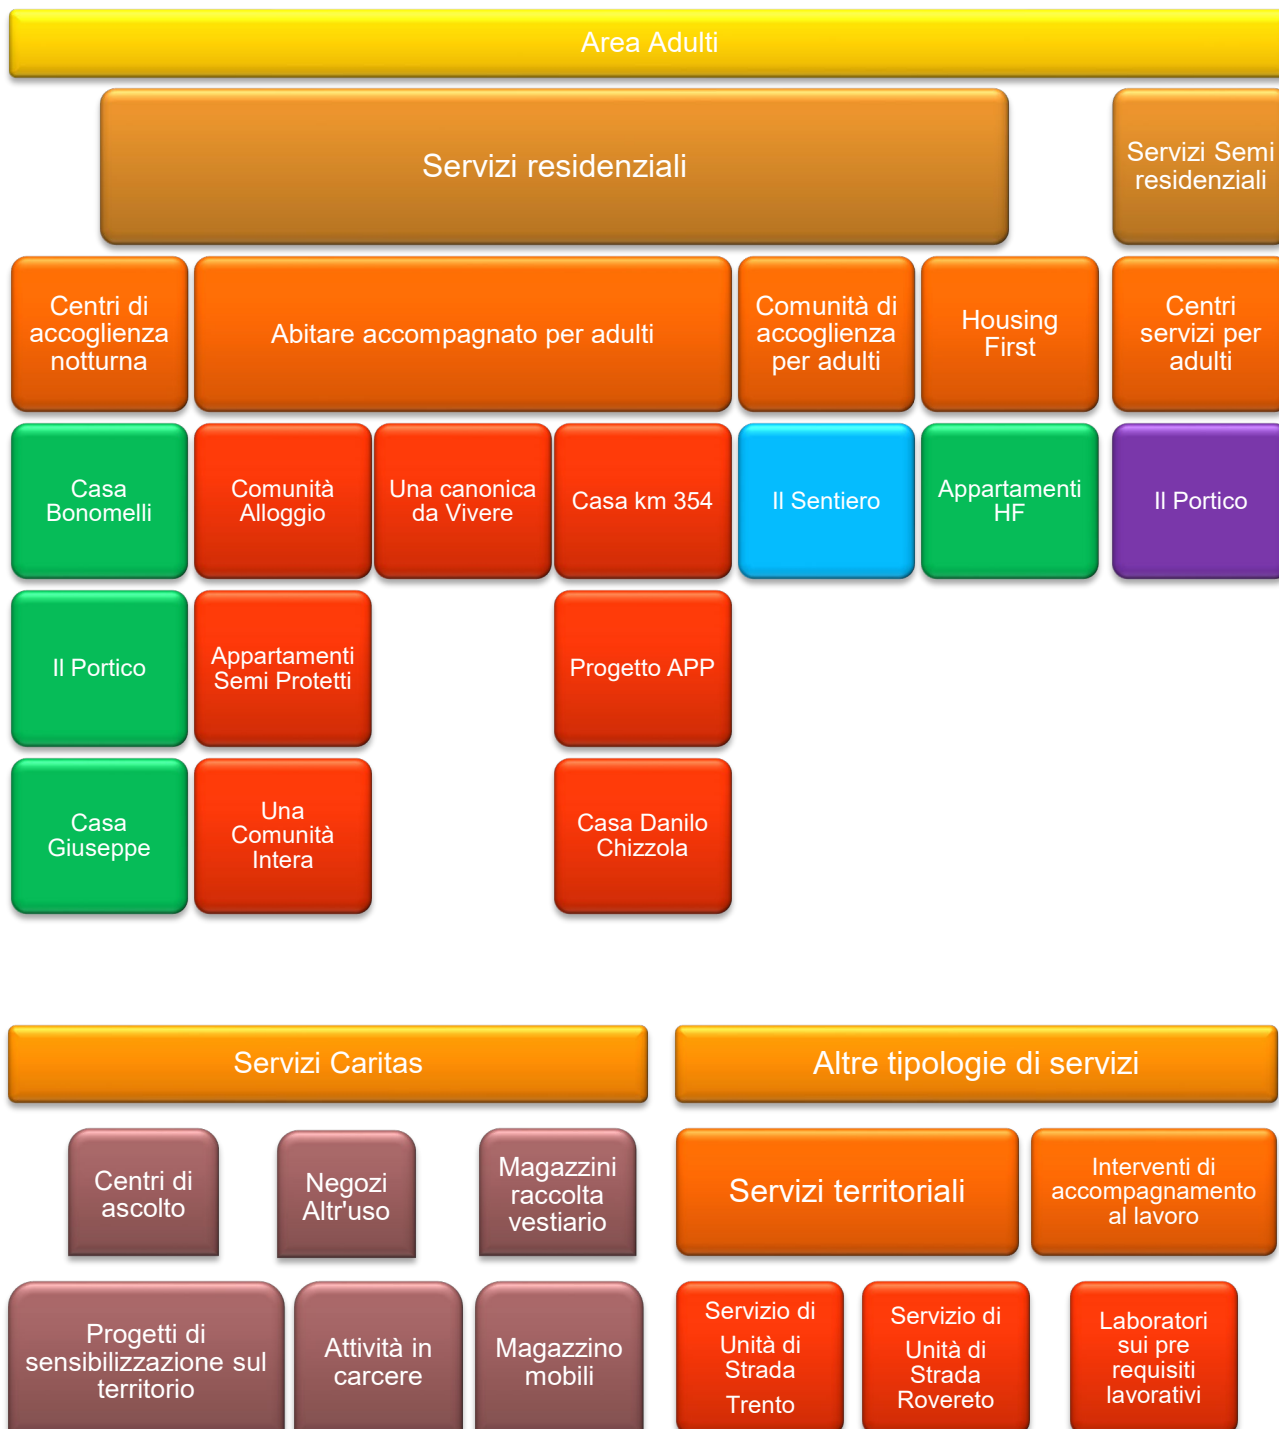 Area Adulti
Servizi residenziali
Servizi Semi
residenziali
Centri di
accoglienza
notturna
Abitare accompagnato per adulti
Comunità di
accoglienza
per adulti
Housing
First
Centri
servizi per
adulti
Casa
Bonomelli
Comunità
Alloggio
Una canonica
da Vivere
Casa km 354
Il Sentiero
Appartamenti
HF
Il Portico
Il Portico
Appartamenti
Semi Protetti
Progetto APP
Casa
Giuseppe
Una
Comunità
Intera
Casa Danilo
Chizzola
Servizi Caritas
Centri di
ascolto
Negozi
Altr'uso
Magazzini
raccolta
vestiario
Progetti di
sensibilizzazione sul
territorio
Attività in
carcere
Magazzino
mobili
Altre tipologie di servizi
Servizi territoriali
Interventi di
accompagnamento
al lavoro
Servizio di
Unità di
Strada
Trento
Servizio di
Unità di
Strada
Rovereto
Laboratori
sui pre
requisiti
lavorativi